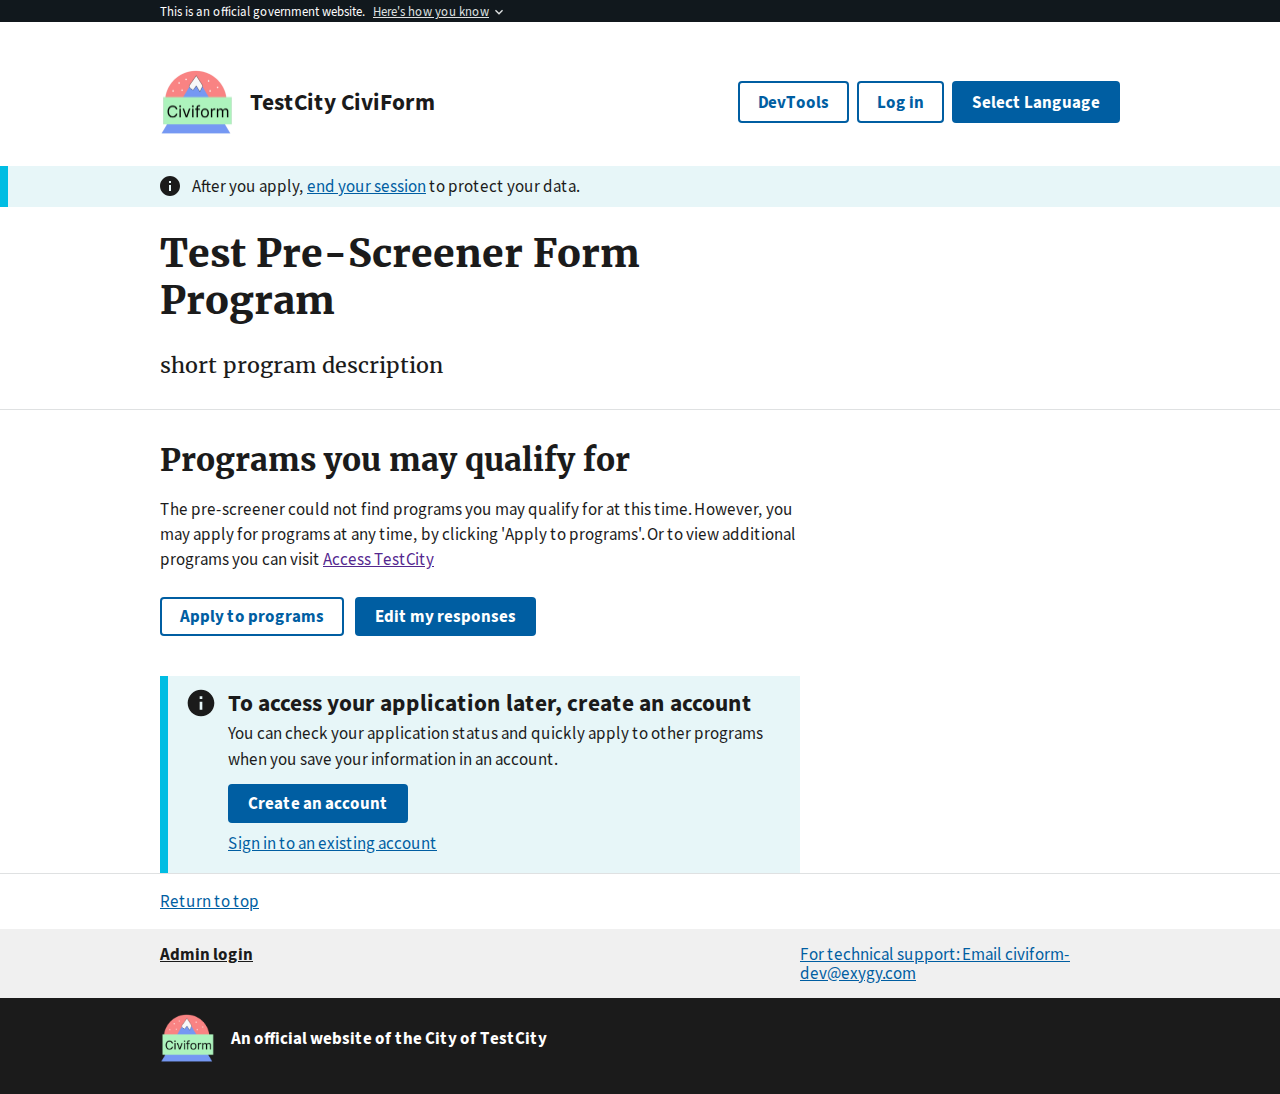 This is an official government website. Here's how you know
Civiform
TestCity CiviForm
DevTools
Log in
Select Language
After you apply, end your session to protect your data.
Test Pre-Screener Form
Program
short program description
Programs you may qualify for
The pre-screener could not find programs you may qualify for at this time. However, you
may apply for programs at any time, by clicking 'Apply to programs'. Or to view additional
programs you can visit Access TestCity
Apply to programs
Edit my responses
To access your application later, create an account
You can check your application status and quickly apply to other programs
when you save your information in an account.
Create an account
Sign in to an existing account
Return to top
Admin login
For technical support: Email civiform-
dev@exygy.com
Civiform
An official website of the City of TestCity